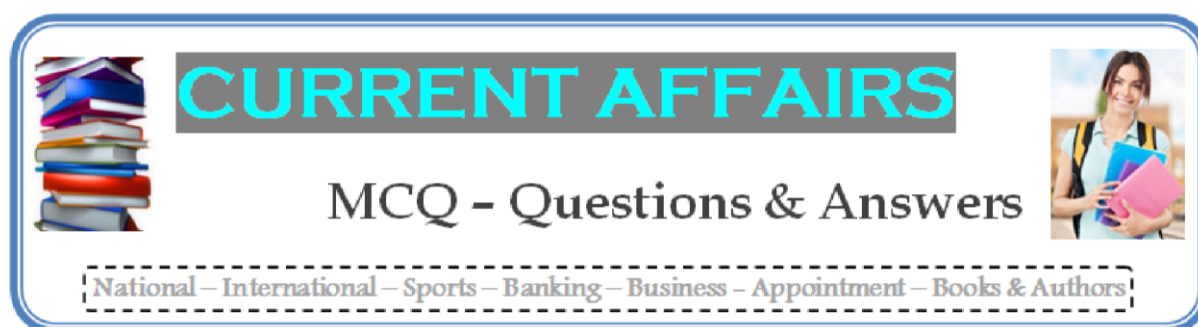 CURRENT AFFAIRS
MCQ – Questions & Answers
National – International – Sports – Banking – Business - Appointment – Books & Authors